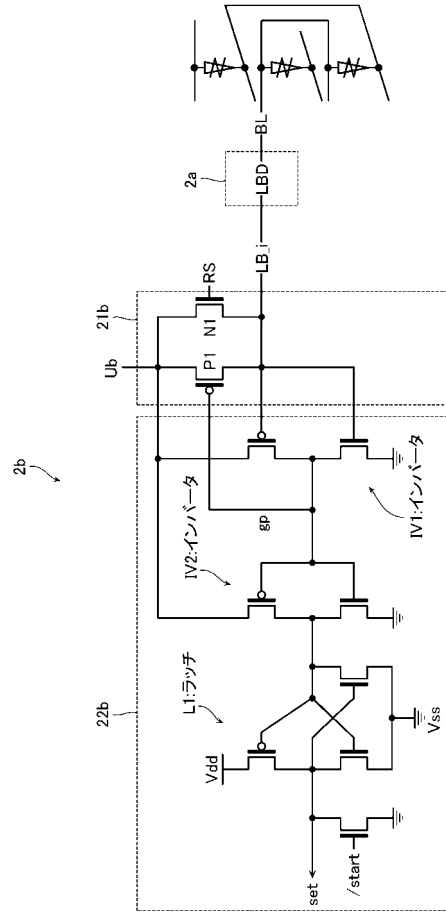 2b
22b
21b
2a
Ub
L1:ラッチ
IV2:インバータ
IV1:インバータ
Vdd
gp
P1
N1
RS
LB_i
LBD
BL
set
/start
Vss